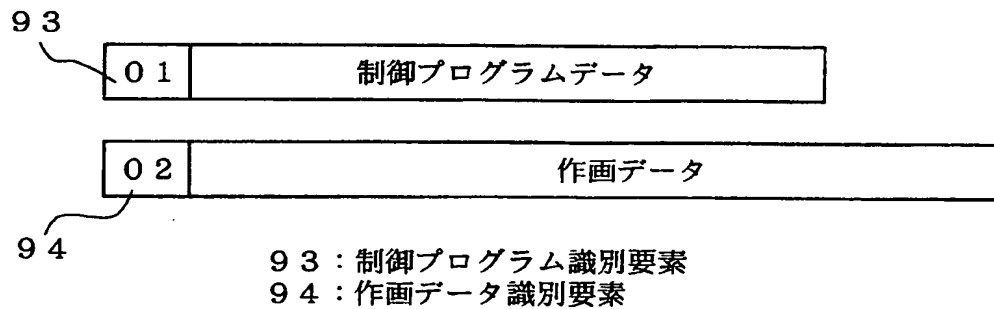 ９３
０１ 制御プログラムデータ
０２ 作画データ
９４
９３：制御プログラム識別要素
９４：作画データ識別要素